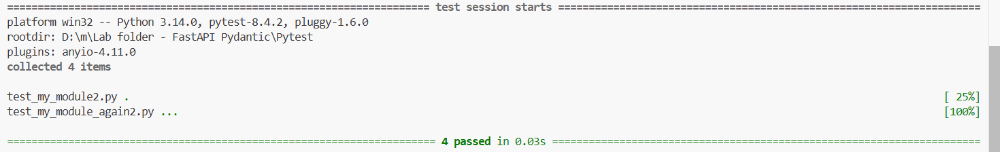 ===================================================================== test session starts =====================================================================
platform win32 -- Python 3.14.0, pytest-8.4.2, pluggy-1.6.0
rootdir: D:\m\Lab folder - FastAPI Pydantic\Pytest
plugins: anyio-4.11.0
collected 4 items
test_my_module2.py . [ 25%]
test_my_module_again2.py ... [100%]
====================================================================== 4 passed in 0.03s ======================================================================